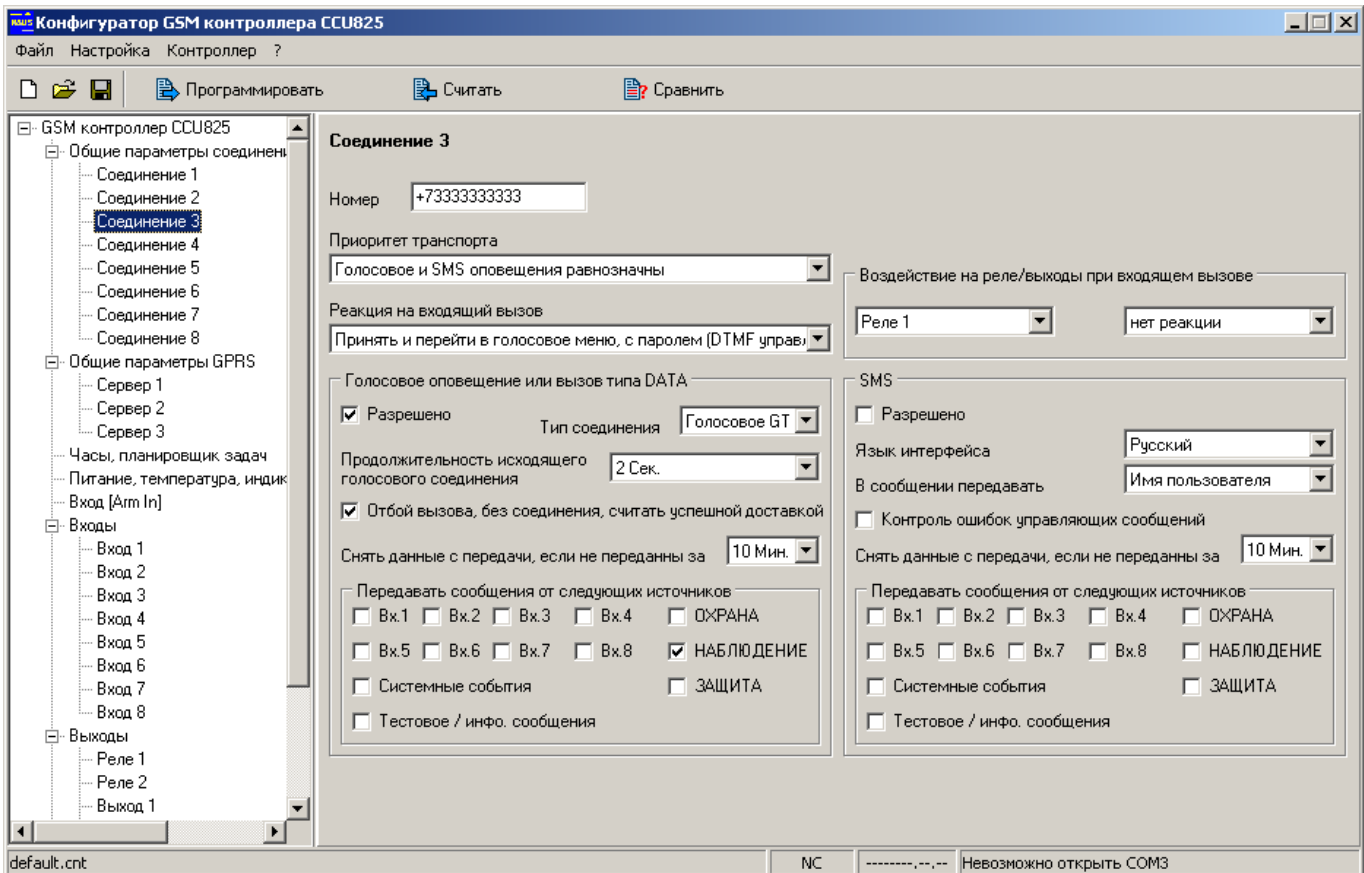 Конфигуратор GSM контроллера CCU825
Файл Настройка Контроллер ?
Программировать Считать Сравнить
GSM контроллер CCU825
Общие параметры соединени
Соединение 1
Соединение 2
Соединение 3
Соединение 4
Соединение 5
Соединение 6
Соединение 7
Соединение 8
Общие параметры GPRS
Сервер 1
Сервер 2
Сервер 3
Часы, планировщик задач
Питание, температура, индик
Вход [Arm In]
Входы
Вход 1
Вход 2
Вход 3
Вход 4
Вход 5
Вход 6
Вход 7
Вход 8
Выходы
Реле 1
Реле 2
Выход 1
Соединение 3
Номер +73333333333
Приоритет транспорта
Голосовое и SMS оповещения равнозначны
Реакция на входящий вызов
Принять и перейти в голосовое меню, с паролем (DTMF управл
Воздействие на реле/выходы при входящем вызове
Реле 1 нет реакции
Голосовое оповещение или вызов типа DATA
Разрешено Тип соединения Голосовое GT
Продолжительность исходящего
голосового соединения 2 Сек.
Отбой вызова, без соединения, считать успешной доставкой
Снять данные с передачи, если не переданны за 10 Мин.
Передавать сообщения от следующих источников
Вх.1 Вх.2 Вх.3 Вх.4 ОХРАНА
Вх.5 Вх.6 Вх.7 Вх.8 НАБЛЮДЕНИЕ
Системные события ЗАЩИТА
Тестовое / инфо. сообщения
SMS
Разрешено
Язык интерфейса Русский
В сообщении передавать Имя пользователя
Контроль ошибок управляющих сообщений
Снять данные с передачи, если не переданны за 10 Мин.
Передавать сообщения от следующих источников
Вх.1 Вх.2 Вх.3 Вх.4 ОХРАНА
Вх.5 Вх.6 Вх.7 Вх.8 НАБЛЮДЕНИЕ
Системные события ЗАЩИТА
Тестовое / инфо. сообщения
default.cnt NC --------,--,-- Невозможно открыть COM3